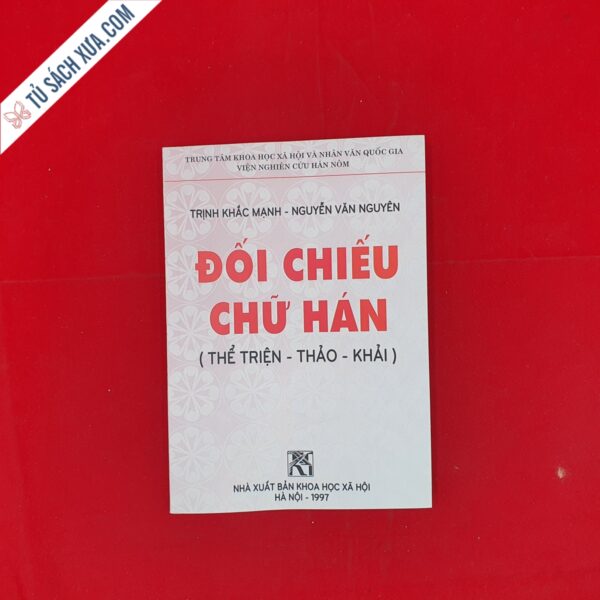 TỦ SÁCH XƯA.COM
TRUNG TÂM KHOA HỌC XÃ HỘI VÀ NHÂN VĂN QUỐC GIA
VIỆN NGHIÊN CỨU HÁN NÔM
TRỊNH KHẮC MẠNH - NGUYỄN VĂN NGUYÊN
ĐỐI CHIẾU
CHỮ HÁN
( THỂ TRIỆN - THẢO - KHẢI )
NHÀ XUẤT BẢN KHOA HỌC XÃ HỘI
HÀ NỘI - 1997